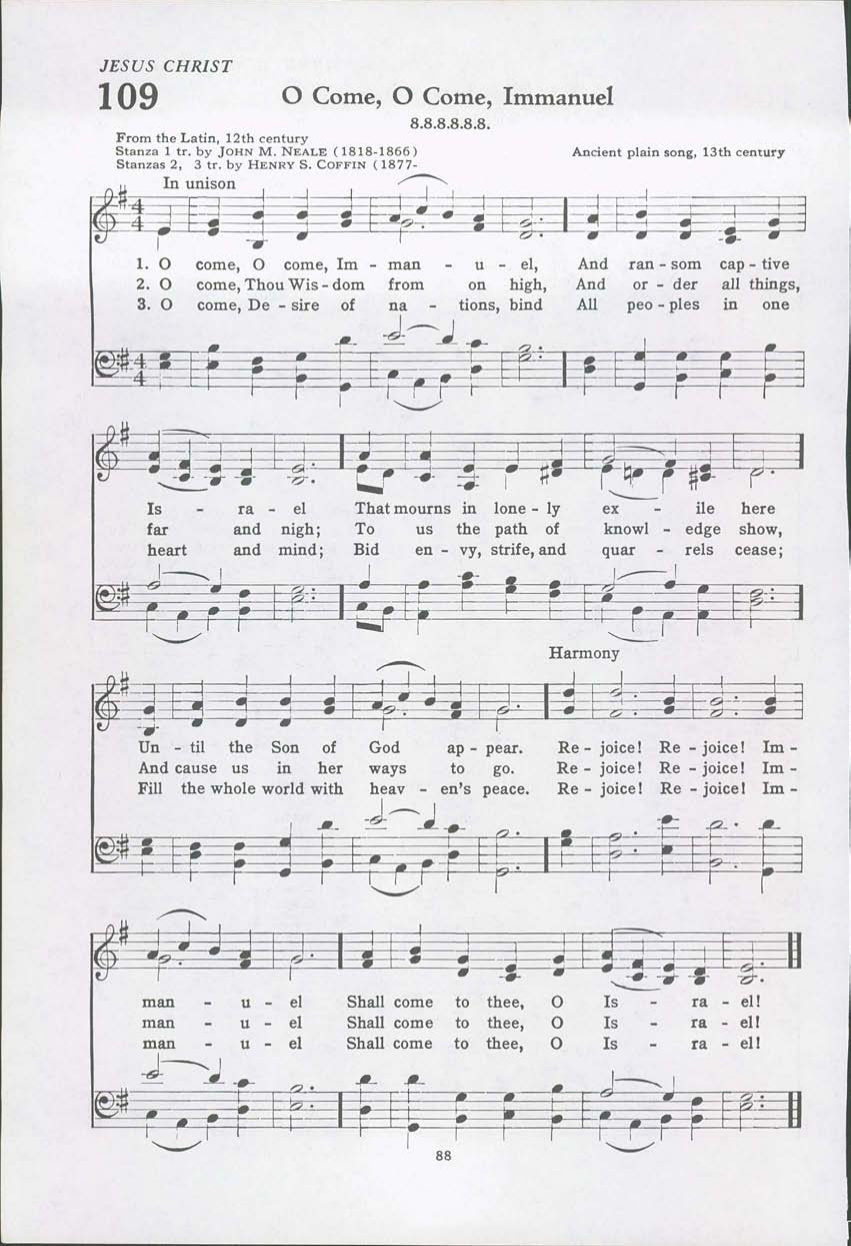 JESUS CHRIST
109
O Come, O Come, Immanuel
8.8.8.8.8.8.
From the Latin, 12th century
Stanza 1 tr. by JOHN M. NEALE (1818-1866)
Stanzas 2, 3 tr. by HENRY S. COFFIN (1877-
Ancient plain song, 13th century
In unison
1. O come, O come, Im - man - u - el, And ran - som cap - tive
2. O come, Thou Wis - dom from on high, And or - der all things,
3. O come, De - sire of na - tions, bind All peo - ples in one
Is - ra - el That mourns in lone - ly ex - ile here
far and nigh; To us the path of knowl - edge show,
heart and mind; Bid en - vy, strife, and quar - rels cease;
Harmony
Un - til the Son of God ap - pear. Re - joice! Re - joice! Im -
And cause us in her ways to go. Re - joice! Re - joice! Im -
Fill the whole world with heav - en's peace. Re - joice! Re - joice! Im -
man - u - el Shall come to thee, O Is - ra - el!
man - u - el Shall come to thee, O Is - ra - el!
man - u - el Shall come to thee, O Is - ra - el!
88